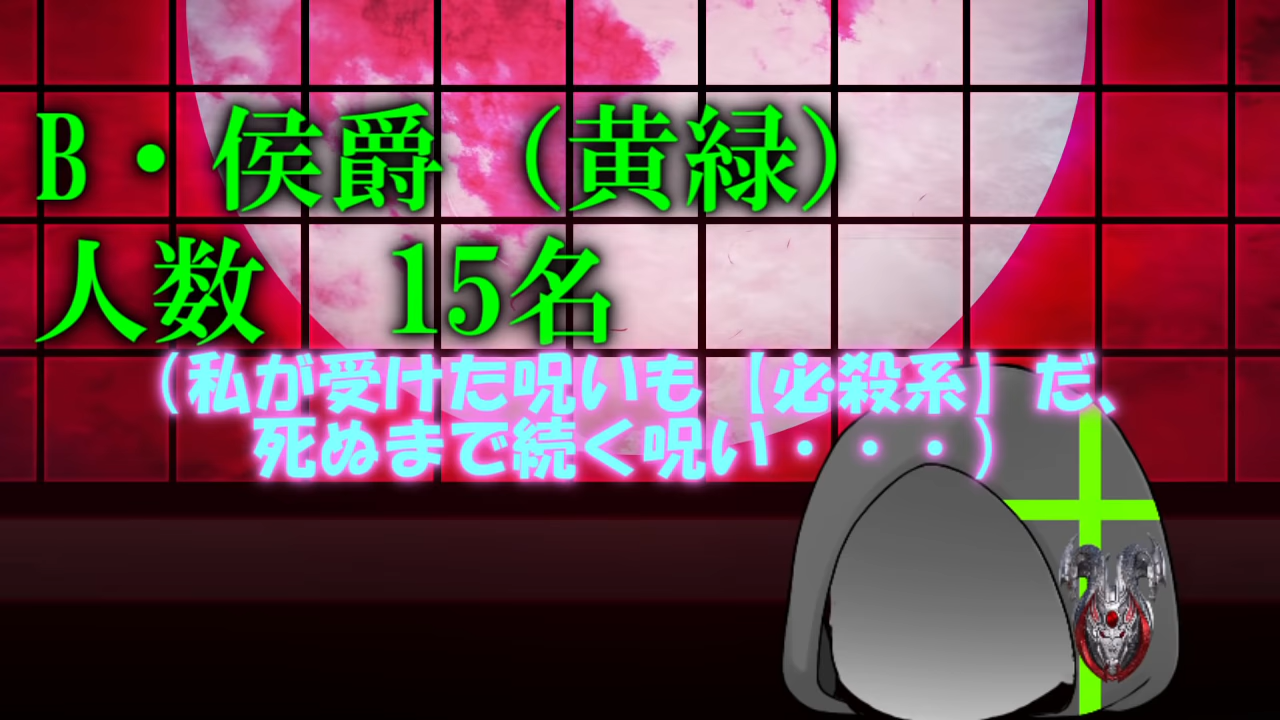 B・侯爵（黄緑）
人数　15名
（私が受けた呪いも【必殺系】だ、
死ぬまで続く呪い・・・）